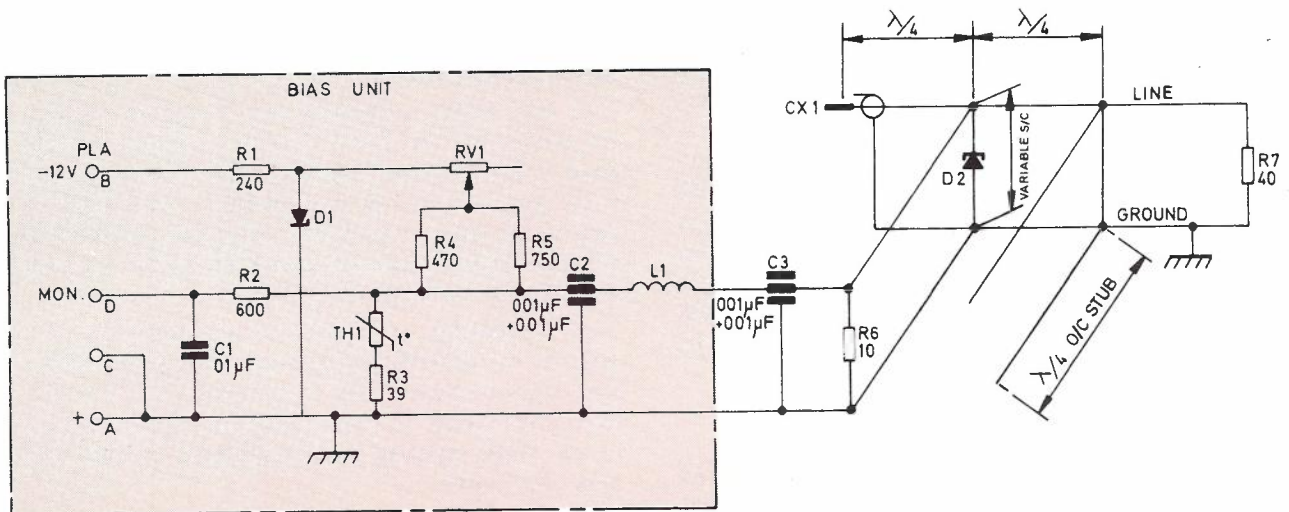 BIAS UNIT
PLA
-12V
B
R1
240
RV1
D1
R4
470
R5
750
MON.
D
R2
600
C2
001µF
+001µF
L1
C3
001µF
+001µF
TH1
t°
C
C1
01µF
R3
39
R6
10
+
A
λ/4
λ/4
CX1
LINE
VARIABLE S/C
D2
R7
40
GROUND
λ/4 O/C STUB